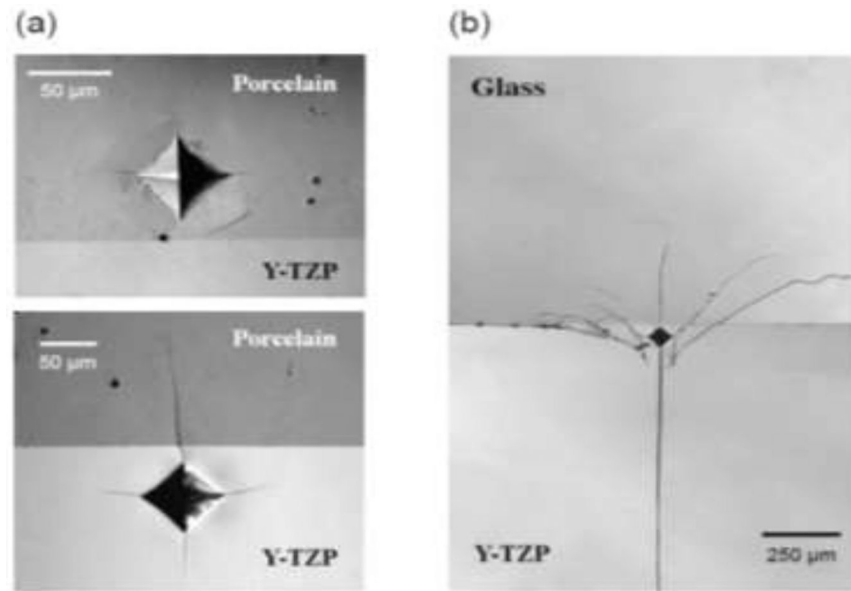 (a)
50 μm
Porcelain
Y-TZP
50 μm
Porcelain
Y-TZP
(b)
Glass
Y-TZP
250 μm